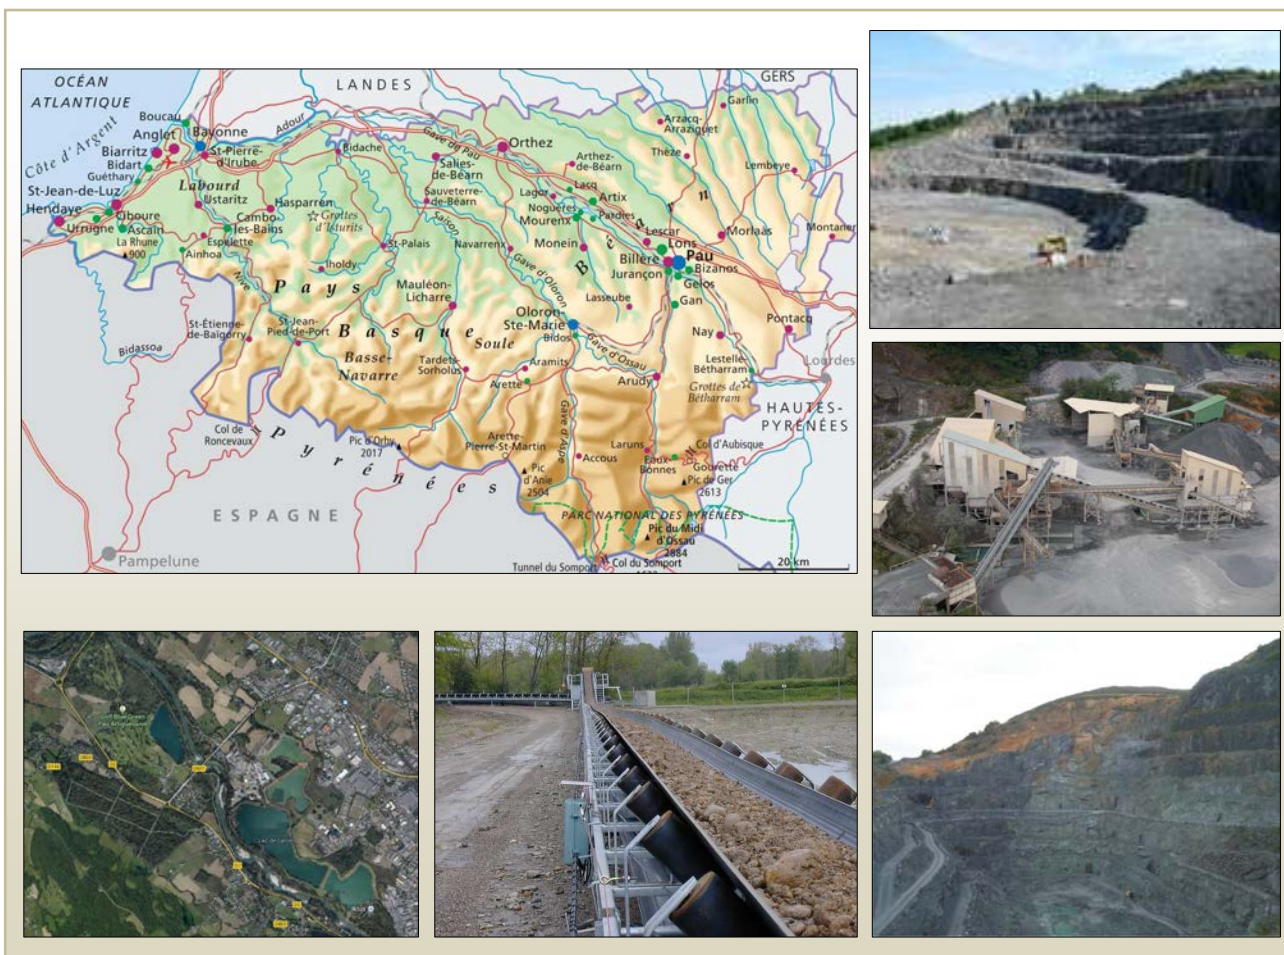 OCÉAN
ATLANTIQUE
LANDES
GERS
Côte d'Argent
Boucau
Adour
Garlin
Anglet
Bayonne
Arzacq-
Arraziguet
Biarritz
St-Pierre-
d'Irube
Bidache
Gave de Pau
Orthez
Bidart
Thèze
Guéthary
Salies-
de-Béarn
Arthez-
de-Béarn
Lembeye
St-Jean-de-Luz
Labourd
Ustaritz
Hasparren
Sauveterre-
de-Béarn
Lagor
Lacq
Artix
Hendaye
Ciboure
Cambo-
les-Bains
Grottes
d'Isturits
Saison
Noguères
Pardies
Urrugne
Ascain
Mourenx
Béarn
Lescar
Morlaàs
Montaner
La Rhune
900
Espelette
St-Palais
Navarrenx
Monein
Lons
Ainhoa
Billère
Pau
Nive
Iholdy
Gave d'Oloron
Jurançon
Bizanos
Gelos
Pays
Mauléon-
Licharre
Lasseube
Gan
St-Étienne-
de-Baïgorry
St-Jean-
Pied-de-Port
Basque
Oloron-
Ste-Marie
Pontacq
Bidassoa
Soule
Bidos
Nay
Basse-
Navarre
Tardets-
Sorholus
Aramits
Gave d'Ossau
Lestelle-
Bétharram
Lourdes
Arette
Arudy
Grottes de
Bétharram
HAUTES-
PYRÉNÉES
Col de
Roncevaux
Pyrénées
Pic d'Orhy
2017
Arette-
Pierre-St-Martin
Gave d'Aspe
Laruns
Col d'Aubisque
Accous
Eaux-
Bonnes
Gourette
Pic
d'Anie
2504
Pic de Ger
2613
ESPAGNE
PARC NATIONAL DES PYRÉNÉES
Pic du Midi
d'Ossau
2884
Pampelune
Tunnel du Somport
Col du Somport
20 km